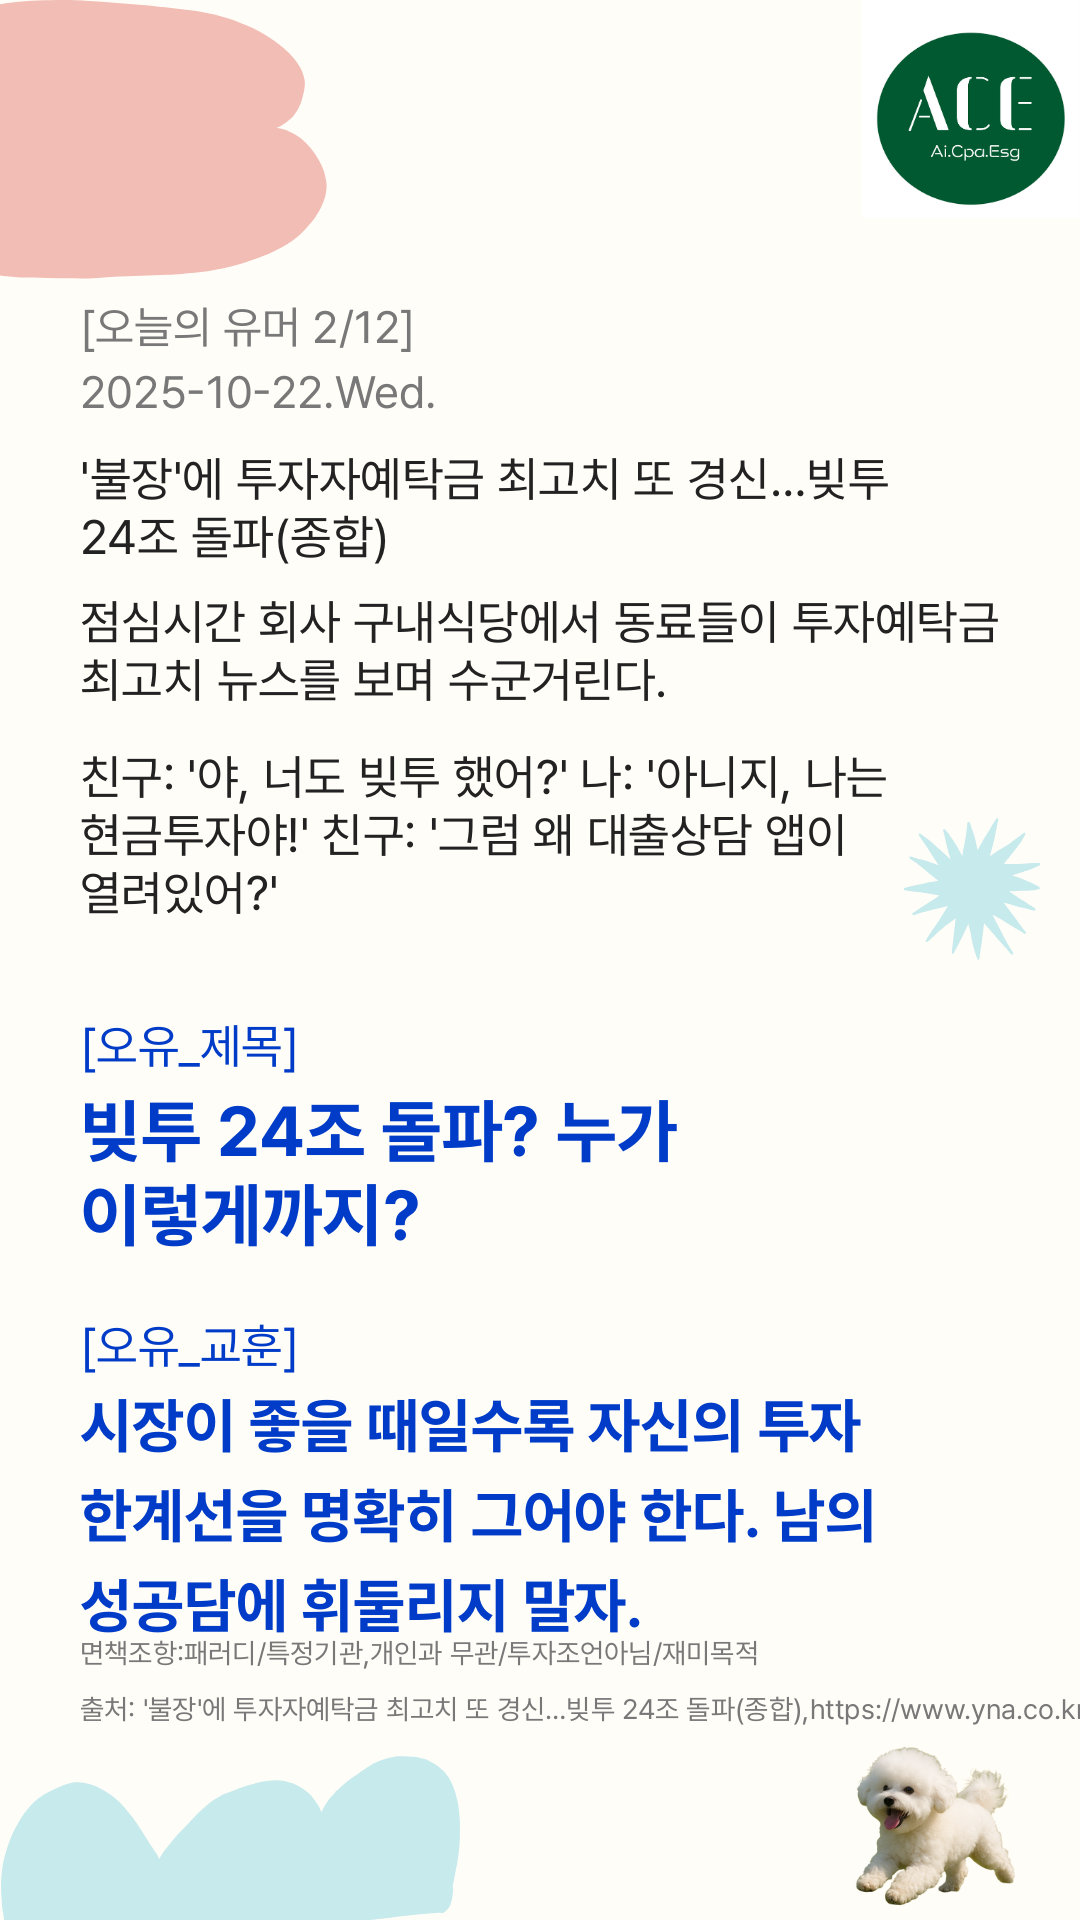 ACE
Ai.Cpa.Esg
[오늘의 유머 2/12]
2025-10-22.Wed.
'불장'에 투자자예탁금 최고치 또 경신…빚투
24조 돌파(종합)
점심시간 회사 구내식당에서 동료들이 투자예탁금
최고치 뉴스를 보며 수군거린다.
친구: '야, 너도 빚투 했어?' 나: '아니지, 나는
현금투자야!' 친구: '그럼 왜 대출상담 앱이
열려있어?'
[오유_제목]
빚투 24조 돌파? 누가
이렇게까지?
[오유_교훈]
시장이 좋을 때일수록 자신의 투자
한계선을 명확히 그어야 한다. 남의
성공담에 휘둘리지 말자.
면책조항:패러디/특정기관,개인과 무관/투자조언아님/재미목적
출처: '불장'에 투자자예탁금 최고치 또 경신…빚투 24조 돌파(종합),https://www.yna.co.kr